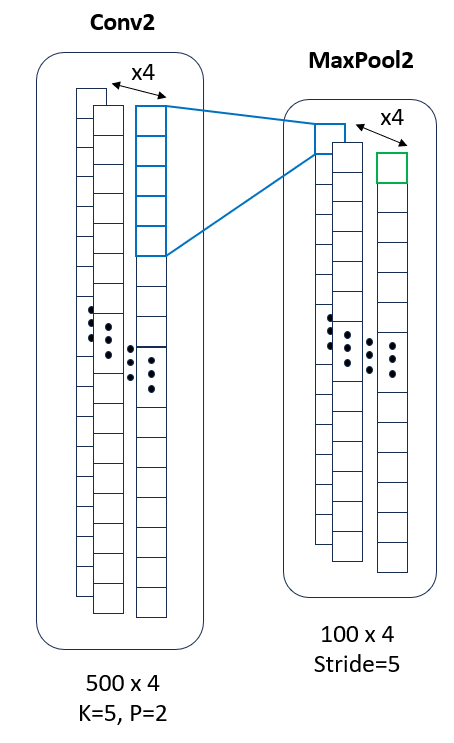 Conv2
x4
500 x 4
K=5, P=2
MaxPool2
x4
100 x 4
Stride=5